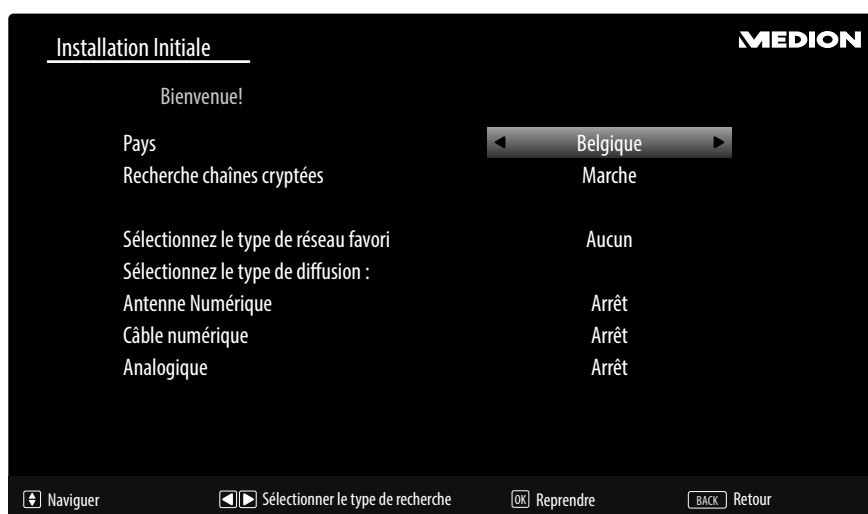 Installation Initiale
MEDION
Bienvenue!
Pays Belgique
Recherche chaînes cryptées Marche
Sélectionnez le type de réseau favori Aucun
Sélectionnez le type de diffusion :
Antenne Numérique Arrêt
Câble numérique Arrêt
Analogique Arrêt
Naviguer Sélectionner le type de recherche OK Reprendre BACK Retour